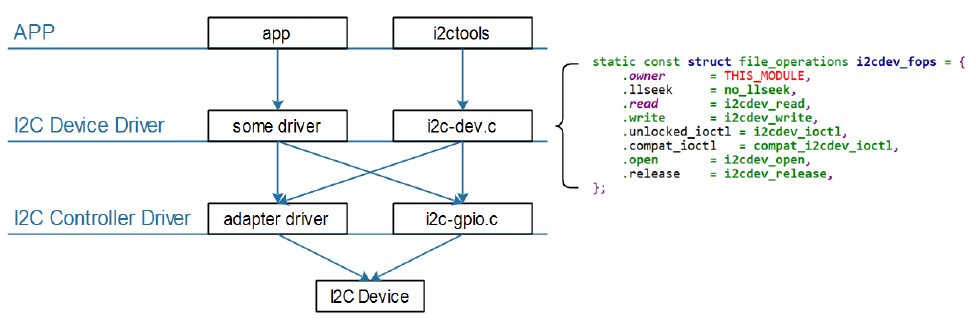 APP
app
i2ctools
I2C Device Driver
some driver
i2c-dev.c
I2C Controller Driver
adapter driver
i2c-gpio.c
I2C Device
static const struct file_operations i2cdev_fops = {
.owner = THIS_MODULE,
.llseek = no_llseek,
.read = i2cdev_read,
.write = i2cdev_write,
.unlocked_ioctl = i2cdev_ioctl,
.compat_ioctl = compat_i2cdev_ioctl,
.open = i2cdev_open,
.release = i2cdev_release,
};